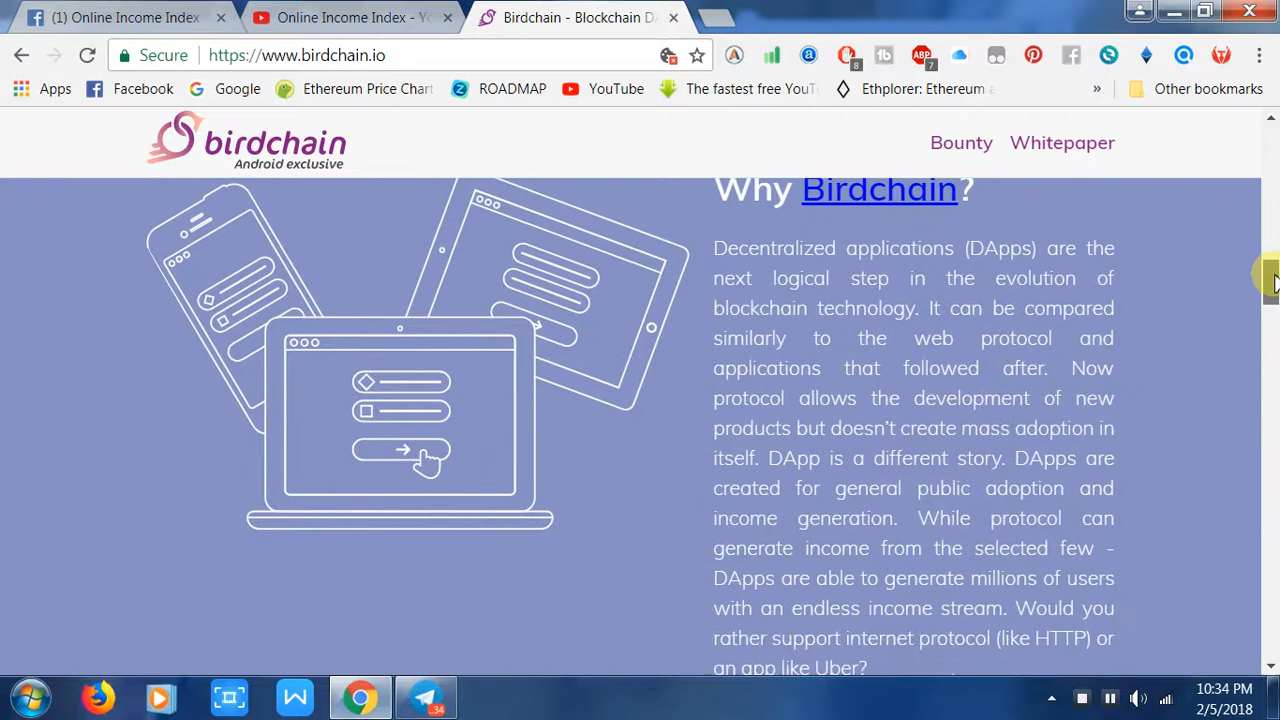 (1) Online Income Index
Online Income Index - Yo
Birdchain - Blockchain DA
Secure
https://www.birdchain.io
8
7
Apps
Facebook
Google
Ethereum Price Chart
ROADMAP
YouTube
The fastest free YouT
Ethplorer: Ethereum a
»
Other bookmarks
birdchain
Android exclusive
Bounty
Whitepaper
Why Birdchain?
Decentralized applications (DApps) are the
next logical step in the evolution of
blockchain technology. It can be compared
similarly to the web protocol and
applications that followed after. Now
protocol allows the development of new
products but doesn't create mass adoption in
itself. DApp is a different story. DApps are
created for general public adoption and
income generation. While protocol can
generate income from the selected few -
DApps are able to generate millions of users
with an endless income stream. Would you
rather support internet protocol (like HTTP) or
an app like Uber?
34
10:34 PM
2/5/2018